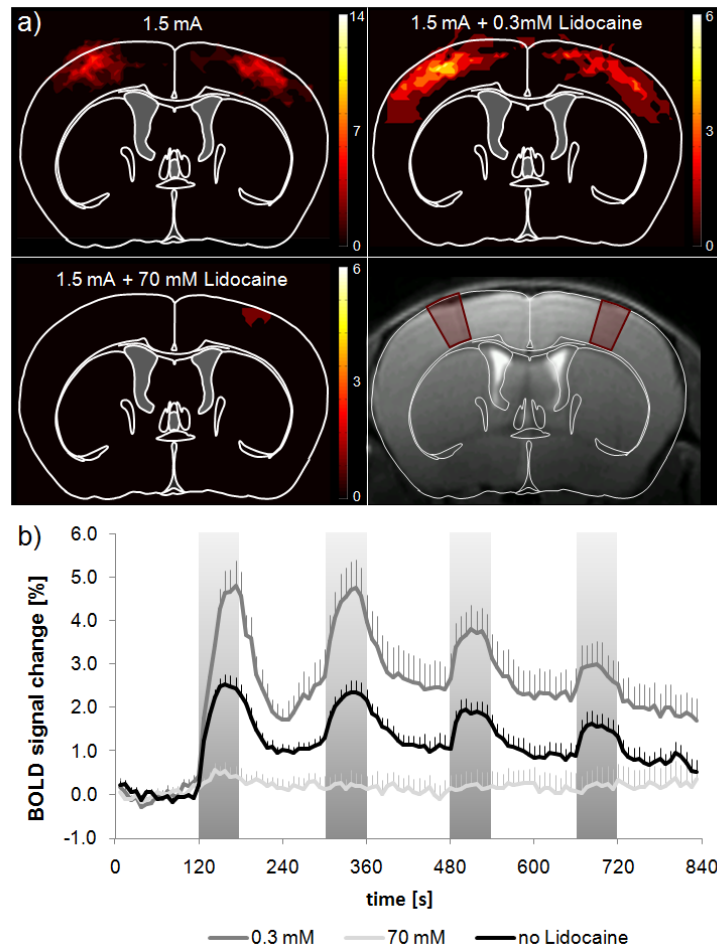 a)
1.5 mA
14
7
0
1.5 mA + 0.3mM Lidocaine
6
3
0
1.5 mA + 70 mM Lidocaine
6
3
0
b)
BOLD signal change [%]
6.0
5.0
4.0
3.0
2.0
1.0
0.0
-1.0
0 120 240 360 480 600 720 840
time [s]
0.3 mM 70 mM no Lidocaine